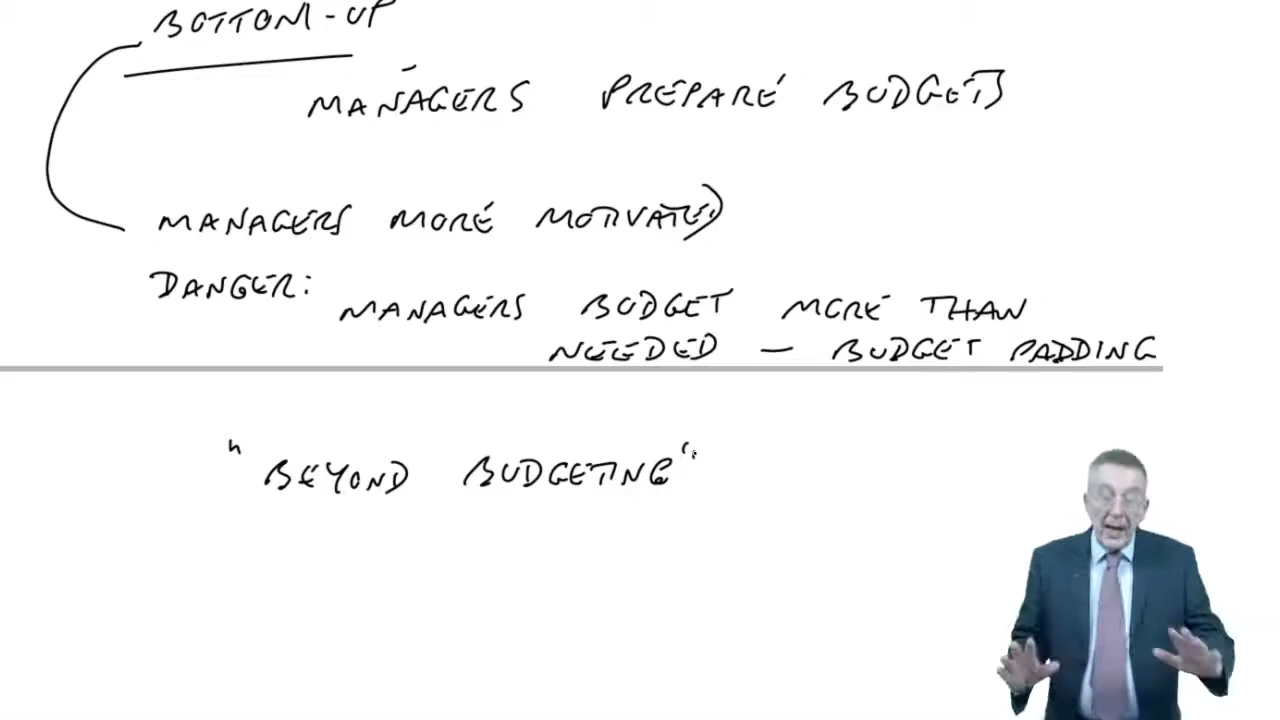 BOTTOM-UP
MANAGERS PREPARE BUDGETS
MANAGERS MORE MOTIVATED
DANGER:
MANAGERS BUDGET MORE THAN
NEEDED - BUDGET PADDING
"BEYOND BUDGETING"